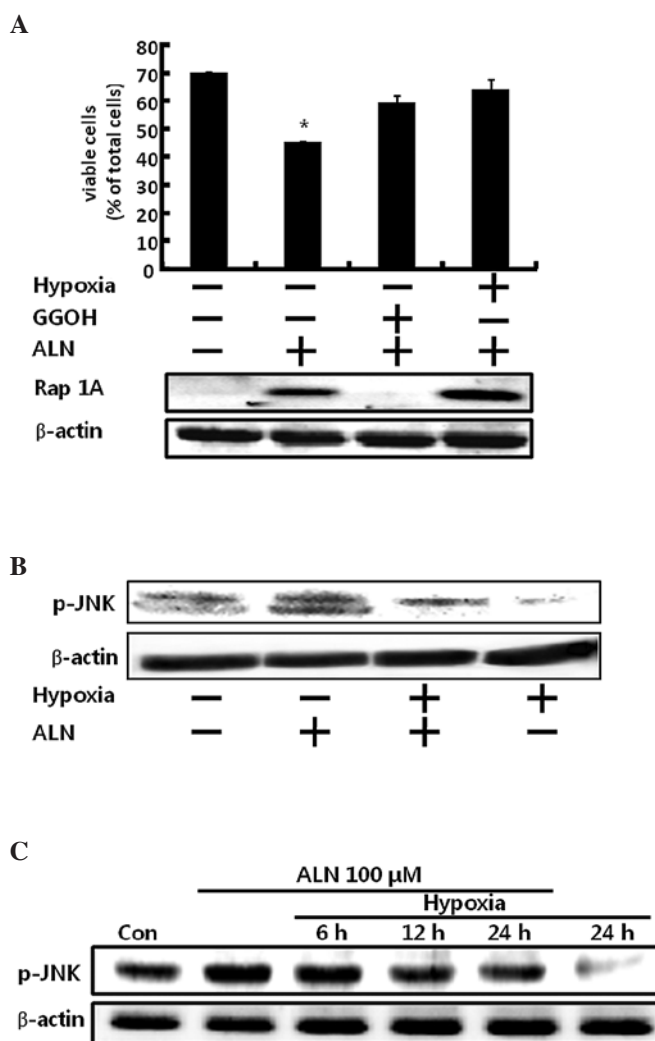 A
viable cells
(% of total cells)
70
60
50
40
30
20
10
0
*
Hypoxia — — — +
GGOH — — + —
ALN — + + +
Rap 1A
β-actin
B
p-JNK
β-actin
Hypoxia — — + +
ALN — + + —
C
ALN 100 μM
Hypoxia
Con 6 h 12 h 24 h 24 h
p-JNK
β-actin